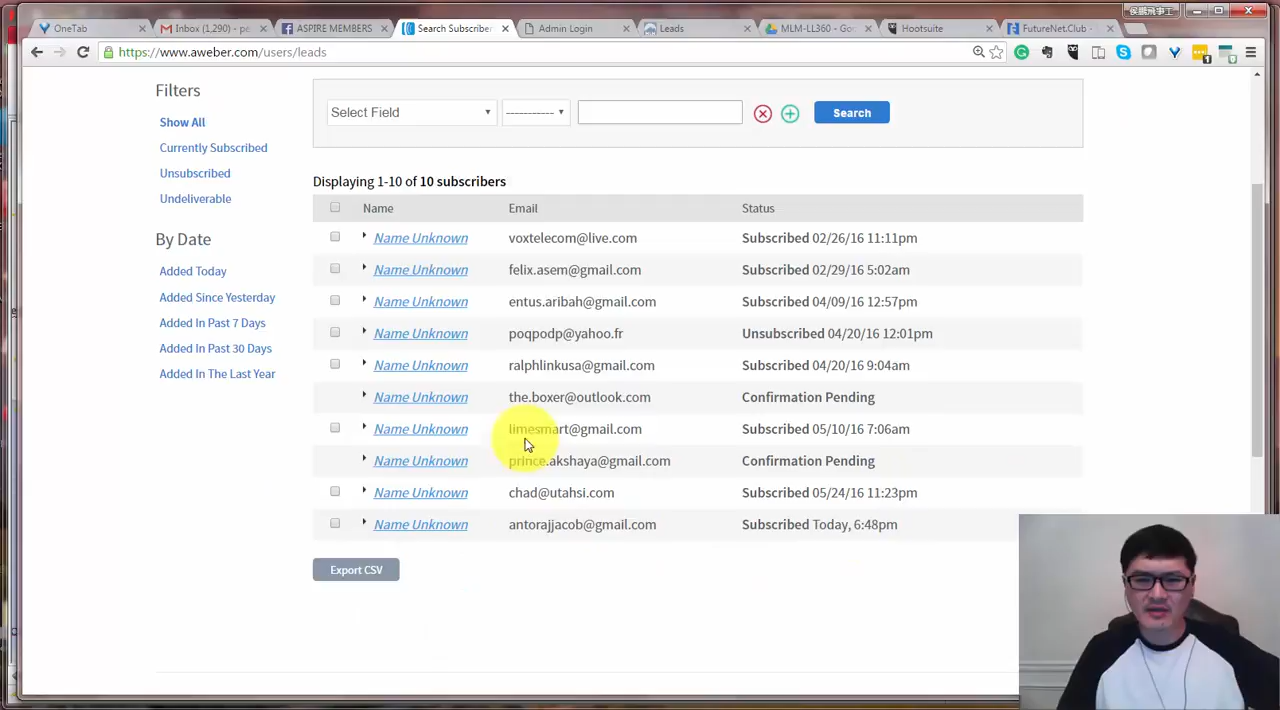 侯鵬飛事工
OneTab
Inbox (1,290) - pe
ASPIRE MEMBERS
Search Subscriber
Admin Login
Leads
MLM-LL360 - Goo
Hootsuite
FutureNet.Club -
https://www.aweber.com/users/leads
Filters
Show All
Currently Subscribed
Unsubscribed
Undeliverable
By Date
Added Today
Added Since Yesterday
Added In Past 7 Days
Added In Past 30 Days
Added In The Last Year
Select Field
-----------
Search
Displaying 1-10 of 10 subscribers
Name Email Status
Name Unknown voxtelecom@live.com Subscribed 02/26/16 11:11pm
Name Unknown felix.asem@gmail.com Subscribed 02/29/16 5:02am
Name Unknown entus.aribah@gmail.com Subscribed 04/09/16 12:57pm
Name Unknown poqpodp@yahoo.fr Unsubscribed 04/20/16 12:01pm
Name Unknown ralphlinkusa@gmail.com Subscribed 04/20/16 9:04am
Name Unknown the.boxer@outlook.com Confirmation Pending
Name Unknown limesmart@gmail.com Subscribed 05/10/16 7:06am
Name Unknown prince.akshaya@gmail.com Confirmation Pending
Name Unknown chad@utahsi.com Subscribed 05/24/16 11:23pm
Name Unknown antorajjacob@gmail.com Subscribed Today, 6:48pm
Export CSV